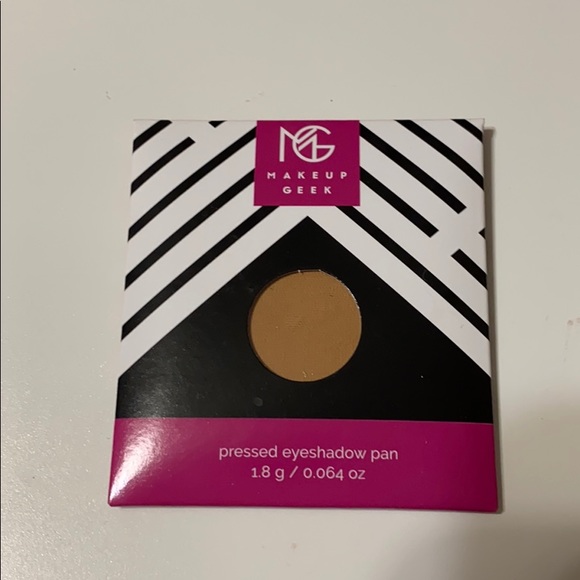 MG
MAKEUP
GEEK
pressed eyeshadow pan
1.8 g / 0.064 oz